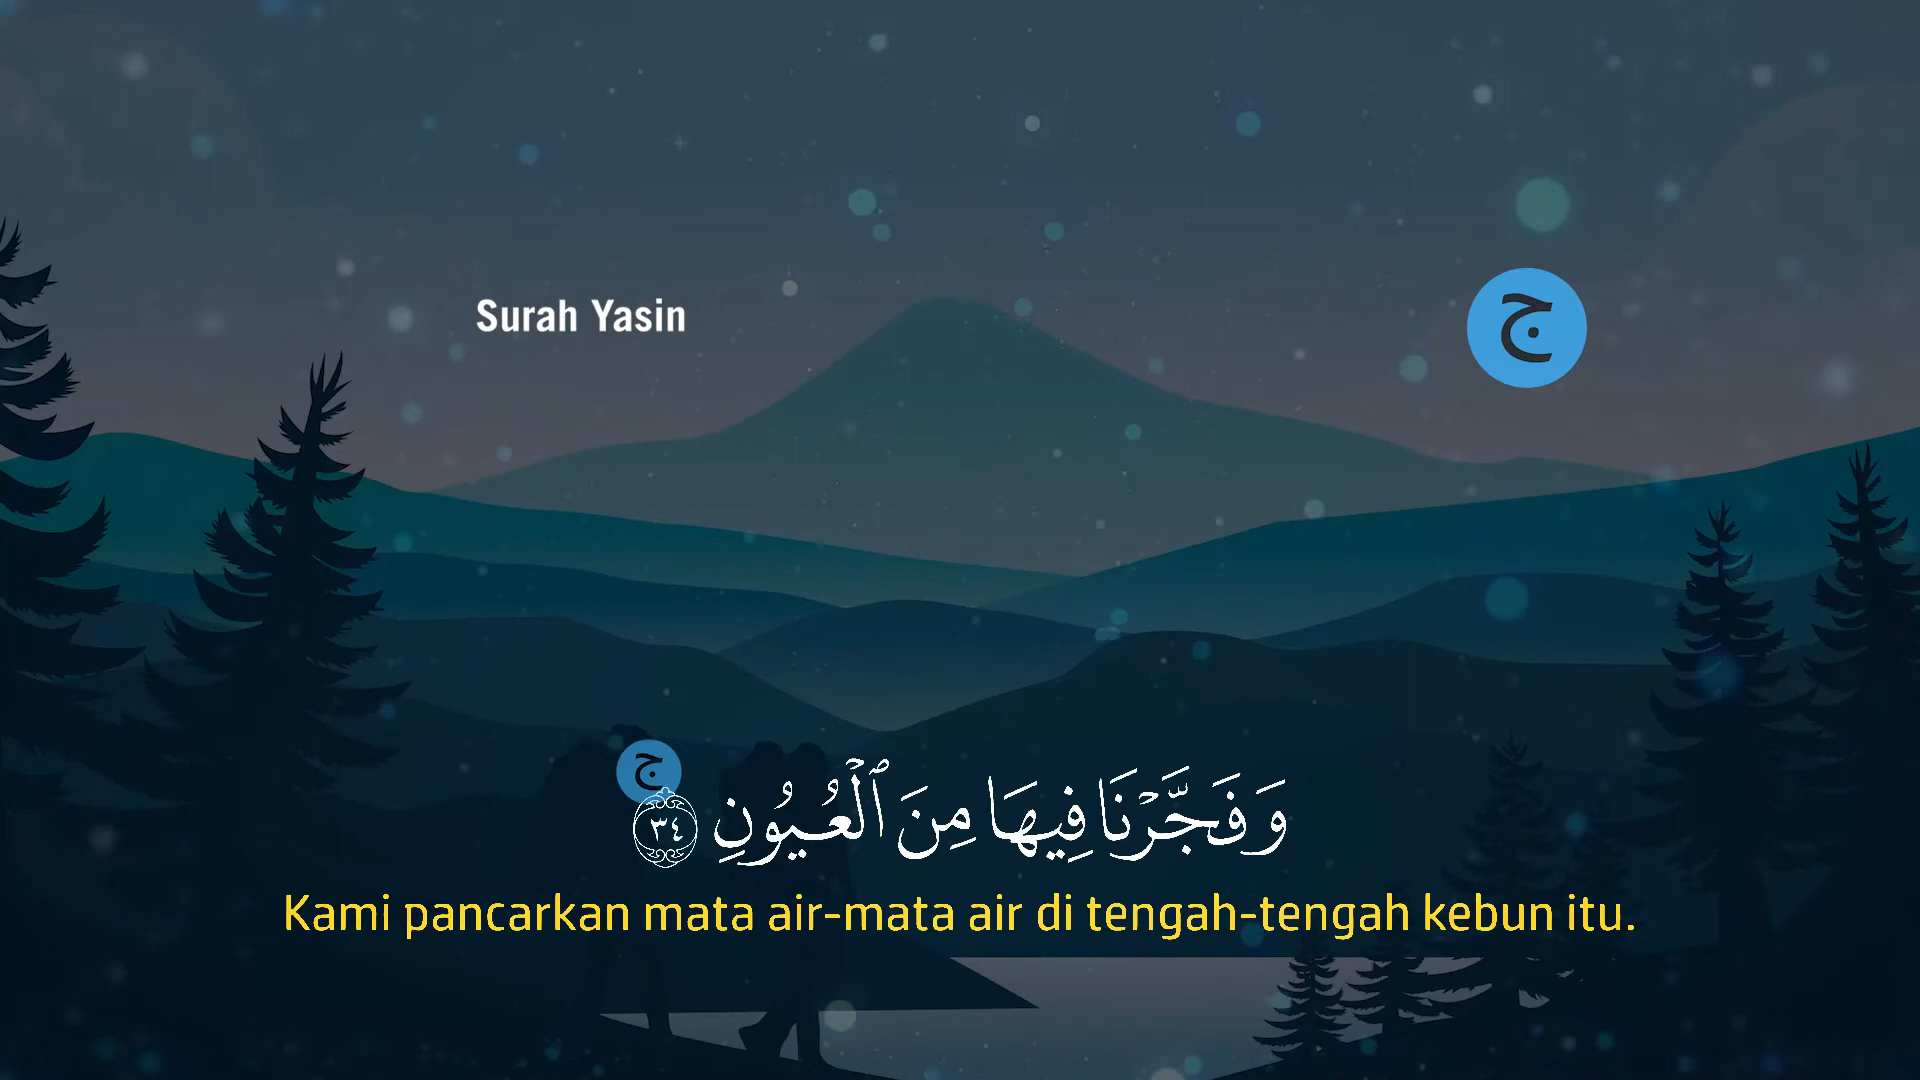 Surah Yasin
ج
ج
وَفَجَّرْنَا فِيهَا مِنَ ٱلْعُيُونِ ٣٤
Kami pancarkan mata air-mata air di tengah-tengah kebun itu.